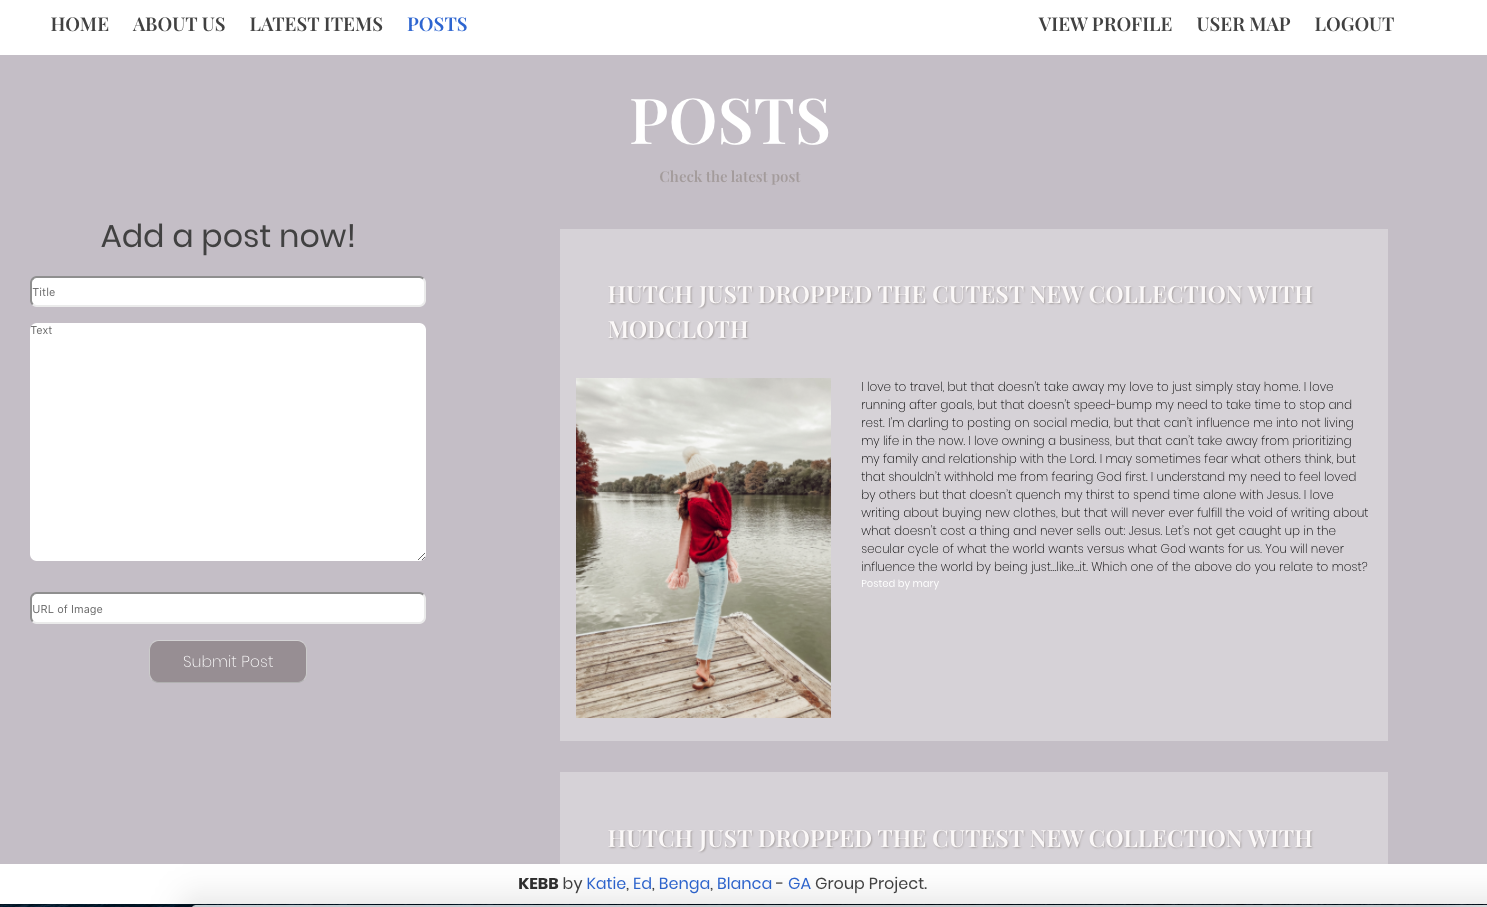 HOME ABOUT US LATEST ITEMS POSTS VIEW PROFILE USER MAP LOGOUT
POSTS
Check the latest post
Add a post now!
Title
Text
URL of Image
Submit Post
HUTCH JUST DROPPED THE CUTEST NEW COLLECTION WITH
MODCLOTH
I love to travel, but that doesn't take away my love to just simply stay home. I love
running after goals, but that doesn't speed-bump my need to take time to stop and
rest. I'm darling to posting on social media, but that can't influence me into not living
my life in the now. I love owning a business, but that can't take away from prioritizing
my family and relationship with the Lord. I may sometimes fear what others think, but
that shouldn't withhold me from fearing God first. I understand my need to feel loved
by others but that doesn't quench my thirst to spend time alone with Jesus. I love
writing about buying new clothes, but that will never ever fulfill the void of writing about
what doesn't cost a thing and never sells out: Jesus. Let's not get caught up in the
secular cycle of what the world wants versus what God wants for us. You will never
influence the world by being just...like...it. Which one of the above do you relate to most?
Posted by mary
HUTCH JUST DROPPED THE CUTEST NEW COLLECTION WITH
KEBB by Katie, Ed, Benga, Blanca - GA Group Project.